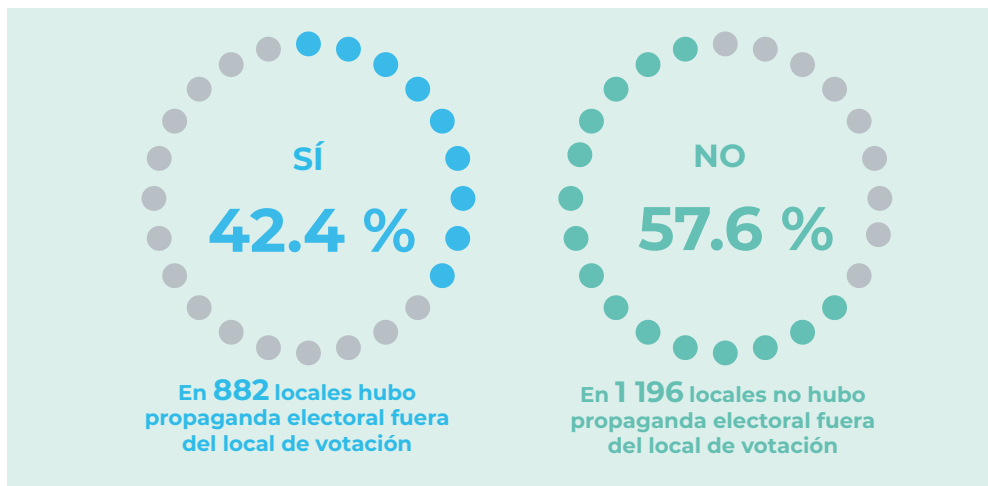 SÍ
42.4 %
En 882 locales hubo
propaganda electoral fuera
del local de votación
NO
57.6 %
En 1 196 locales no hubo
propaganda electoral fuera
del local de votación